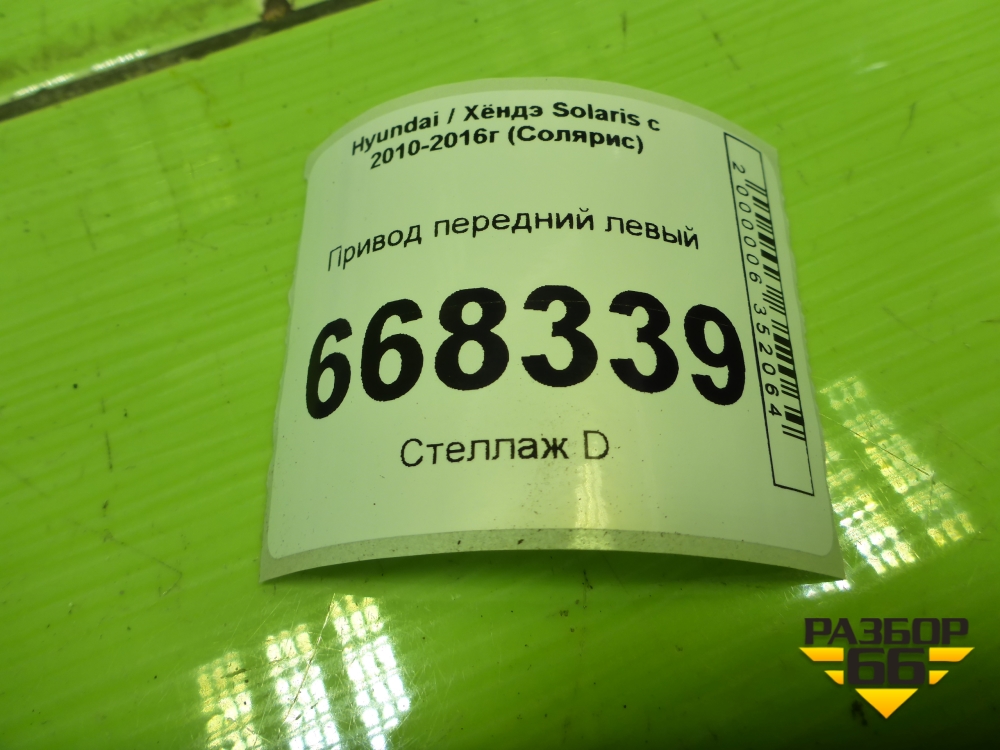 Hyundai / Хёндэ Solaris с
2010-2016г (Солярис)
Привод передний левый
668339
Стеллаж D
2000006352064
РАЗБОР
66